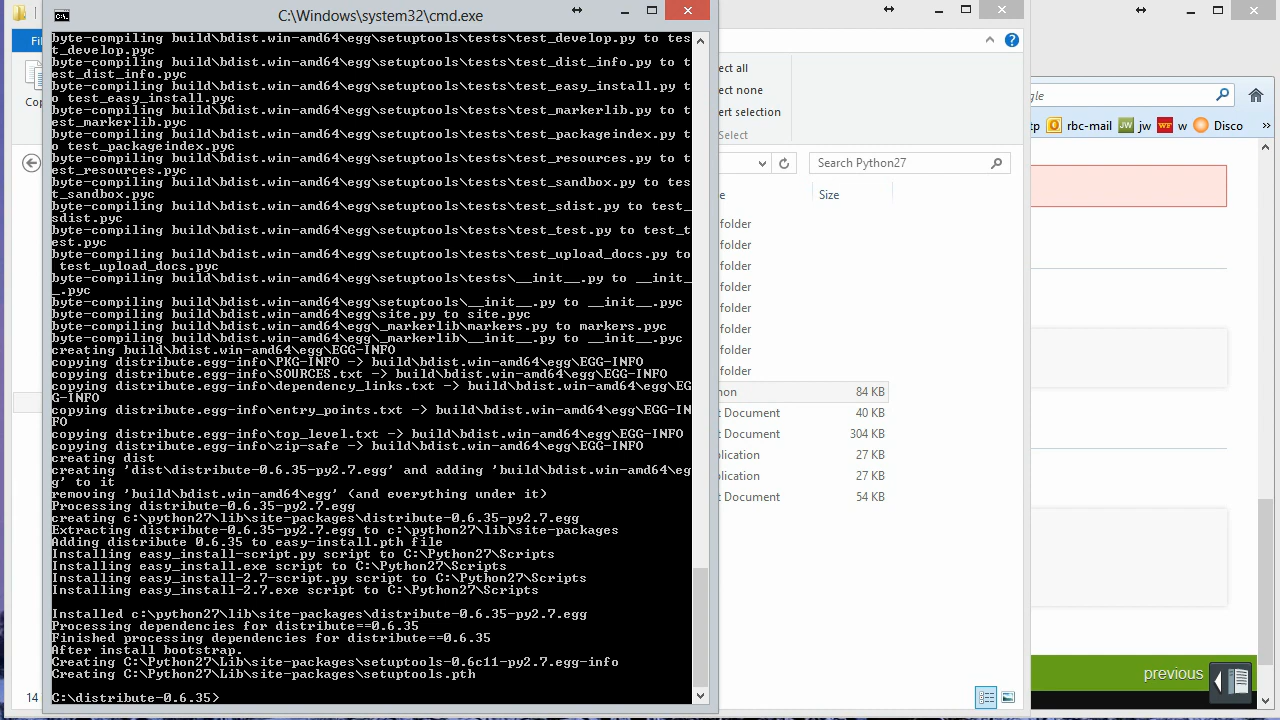 C:\Windows\system32\cmd.exe
byte-compiling build\bdist.win-amd64\egg\setuptools\tests\test_develop.py to tes
t_develop.pyc
byte-compiling build\bdist.win-amd64\egg\setuptools\tests\test_dist_info.py to t
est_dist_info.pyc
byte-compiling build\bdist.win-amd64\egg\setuptools\tests\test_easy_install.py t
o test_easy_install.pyc
byte-compiling build\bdist.win-amd64\egg\setuptools\tests\test_markerlib.py to t
est_markerlib.pyc
byte-compiling build\bdist.win-amd64\egg\setuptools\tests\test_packageindex.py t
o test_packageindex.pyc
byte-compiling build\bdist.win-amd64\egg\setuptools\tests\test_resources.py to t
est_resources.pyc
byte-compiling build\bdist.win-amd64\egg\setuptools\tests\test_sandbox.py to tes
t_sandbox.pyc
byte-compiling build\bdist.win-amd64\egg\setuptools\tests\test_sdist.py to test_
sdist.pyc
byte-compiling build\bdist.win-amd64\egg\setuptools\tests\test_test.py to test_t
est.pyc
byte-compiling build\bdist.win-amd64\egg\setuptools\tests\test_upload_docs.py to
 test_upload_docs.pyc
byte-compiling build\bdist.win-amd64\egg\setuptools\tests\__init__.py to __init_
_.pyc
byte-compiling build\bdist.win-amd64\egg\setuptools\__init__.py to __init__.pyc
byte-compiling build\bdist.win-amd64\egg\site.py to site.pyc
byte-compiling build\bdist.win-amd64\egg\_markerlib\markers.py to markers.pyc
byte-compiling build\bdist.win-amd64\egg\_markerlib\__init__.py to __init__.pyc
creating build\bdist.win-amd64\egg\EGG-INFO
copying distribute.egg-info\PKG-INFO -> build\bdist.win-amd64\egg\EGG-INFO
copying distribute.egg-info\SOURCES.txt -> build\bdist.win-amd64\egg\EGG-INFO
copying distribute.egg-info\dependency_links.txt -> build\bdist.win-amd64\egg\EG
G-INFO
copying distribute.egg-info\entry_points.txt -> build\bdist.win-amd64\egg\EGG-IN
FO
copying distribute.egg-info\top_level.txt -> build\bdist.win-amd64\egg\EGG-INFO
copying distribute.egg-info\zip-safe -> build\bdist.win-amd64\egg\EGG-INFO
creating dist
creating 'dist\distribute-0.6.35-py2.7.egg' and adding 'build\bdist.win-amd64\eg
g' to it
removing 'build\bdist.win-amd64\egg' (and everything under it)
Processing distribute-0.6.35-py2.7.egg
creating c:\python27\lib\site-packages\distribute-0.6.35-py2.7.egg
Extracting distribute-0.6.35-py2.7.egg to c:\python27\lib\site-packages
Adding distribute 0.6.35 to easy-install.pth file
Installing easy_install-script.py script to C:\Python27\Scripts
Installing easy_install.exe script to C:\Python27\Scripts
Installing easy_install-2.7-script.py script to C:\Python27\Scripts
Installing easy_install-2.7.exe script to C:\Python27\Scripts
Installed c:\python27\lib\site-packages\distribute-0.6.35-py2.7.egg
Processing dependencies for distribute==0.6.35
Finished processing dependencies for distribute==0.6.35
After install bootstrap.
Creating C:\Python27\Lib\site-packages\setuptools-0.6c11-py2.7.egg-info
Creating C:\Python27\Lib\site-packages\setuptools.pth
C:\distribute-0.6.35>
Fi
Cop
14
ect all
ect none
ert selection
Select
Search Python27
e Size
folder
folder
folder
folder
folder
folder
folder
folder
hon 84 KB
t Document 40 KB
t Document 304 KB
plication 27 KB
plication 27 KB
t Document 54 KB
gle
tp rbc-mail JW jw WF w Disco »
previous